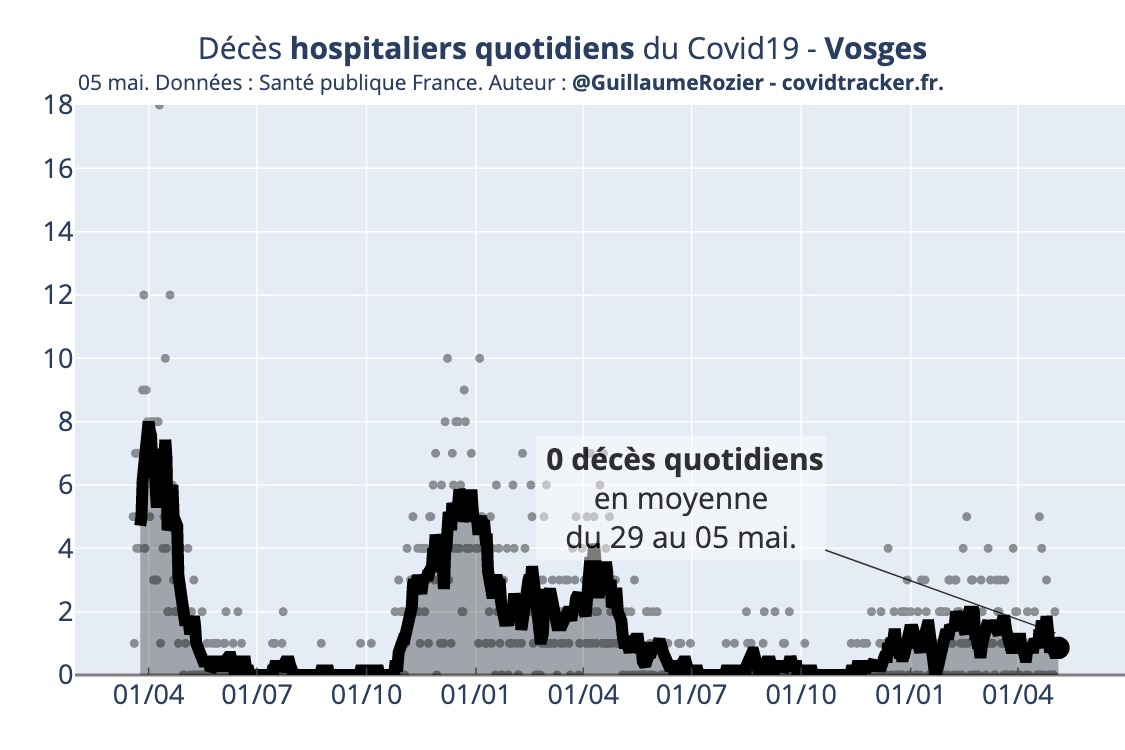 Décès hospitaliers quotidiens du Covid19 - Vosges
05 mai. Données : Santé publique France. Auteur : @GuillaumeRozier - covidtracker.fr.
18
16
14
12
10
8
6
4
2
0
0 décès quotidiens
en moyenne
du 29 au 05 mai.
01/04 01/07 01/10 01/01 01/04 01/07 01/10 01/01 01/04